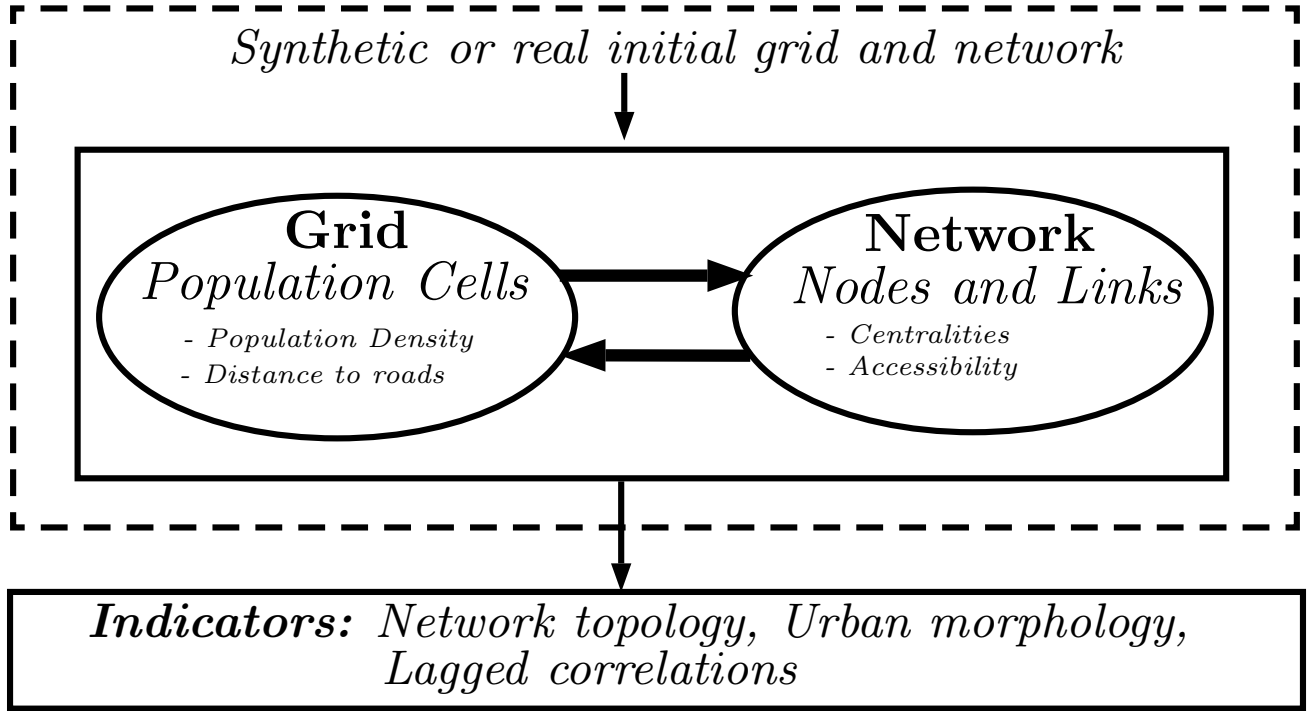 Synthetic or real initial grid and network
Grid
Population Cells
- Population Density
- Distance to roads
Network
Nodes and Links
- Centralities
- Accessibility
Indicators: Network topology, Urban morphology,
Lagged correlations